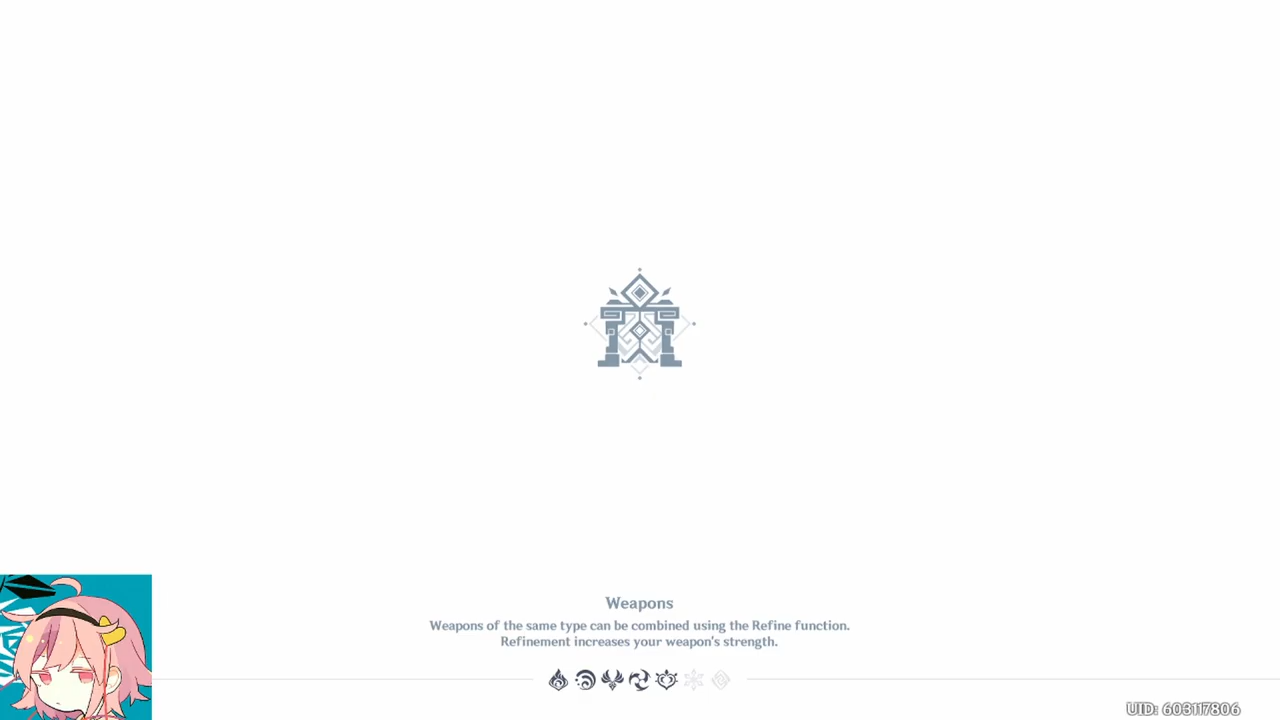 Weapons
Weapons of the same type can be combined using the Refine function.
Refinement increases your weapon's strength.
UID: 603117806